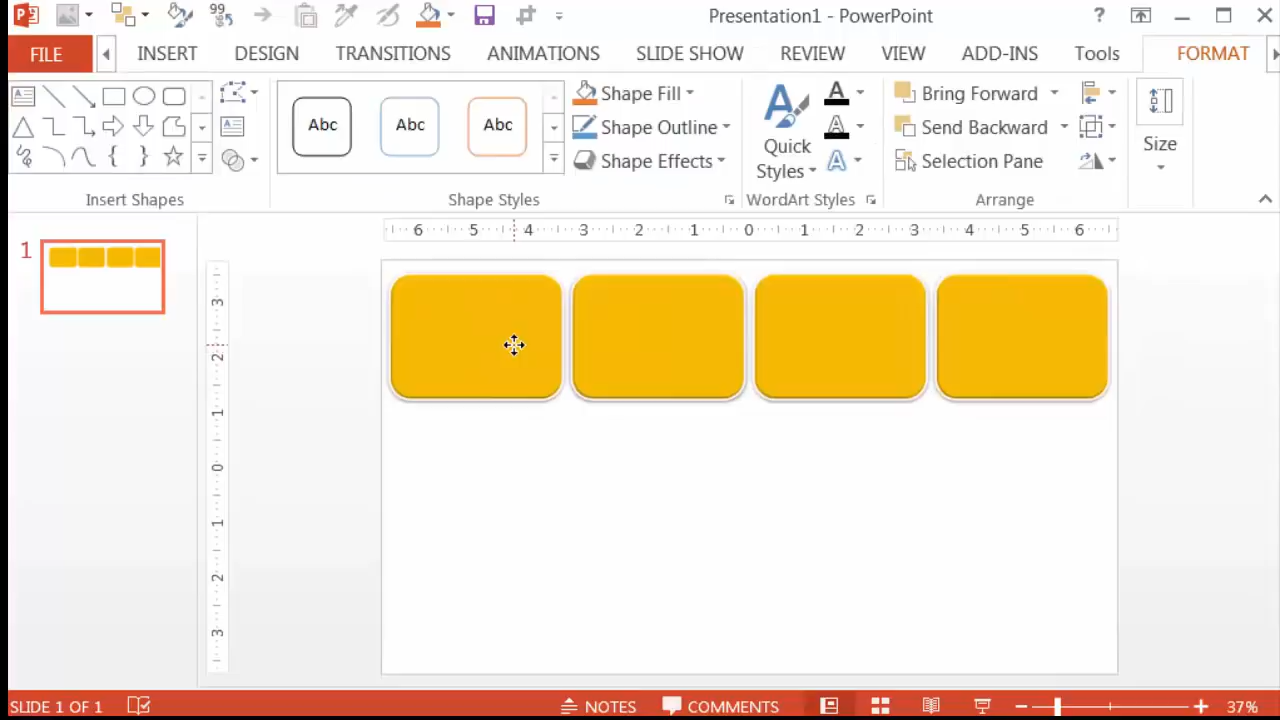 99
Presentation1 - PowerPoint
?
FILE INSERT DESIGN TRANSITIONS ANIMATIONS SLIDE SHOW REVIEW VIEW ADD-INS Tools FORMAT
Abc Abc Abc
Shape Fill
Shape Outline
Shape Effects
A
A
A
A
Quick
Styles
Bring Forward
Send Backward
Selection Pane
Size
Insert Shapes Shape Styles WordArt Styles Arrange
6 5 4 3 2 1 0 1 2 3 4 5 6
1
3
2
1
0
1
2
3
SLIDE 1 OF 1 NOTES COMMENTS 37%